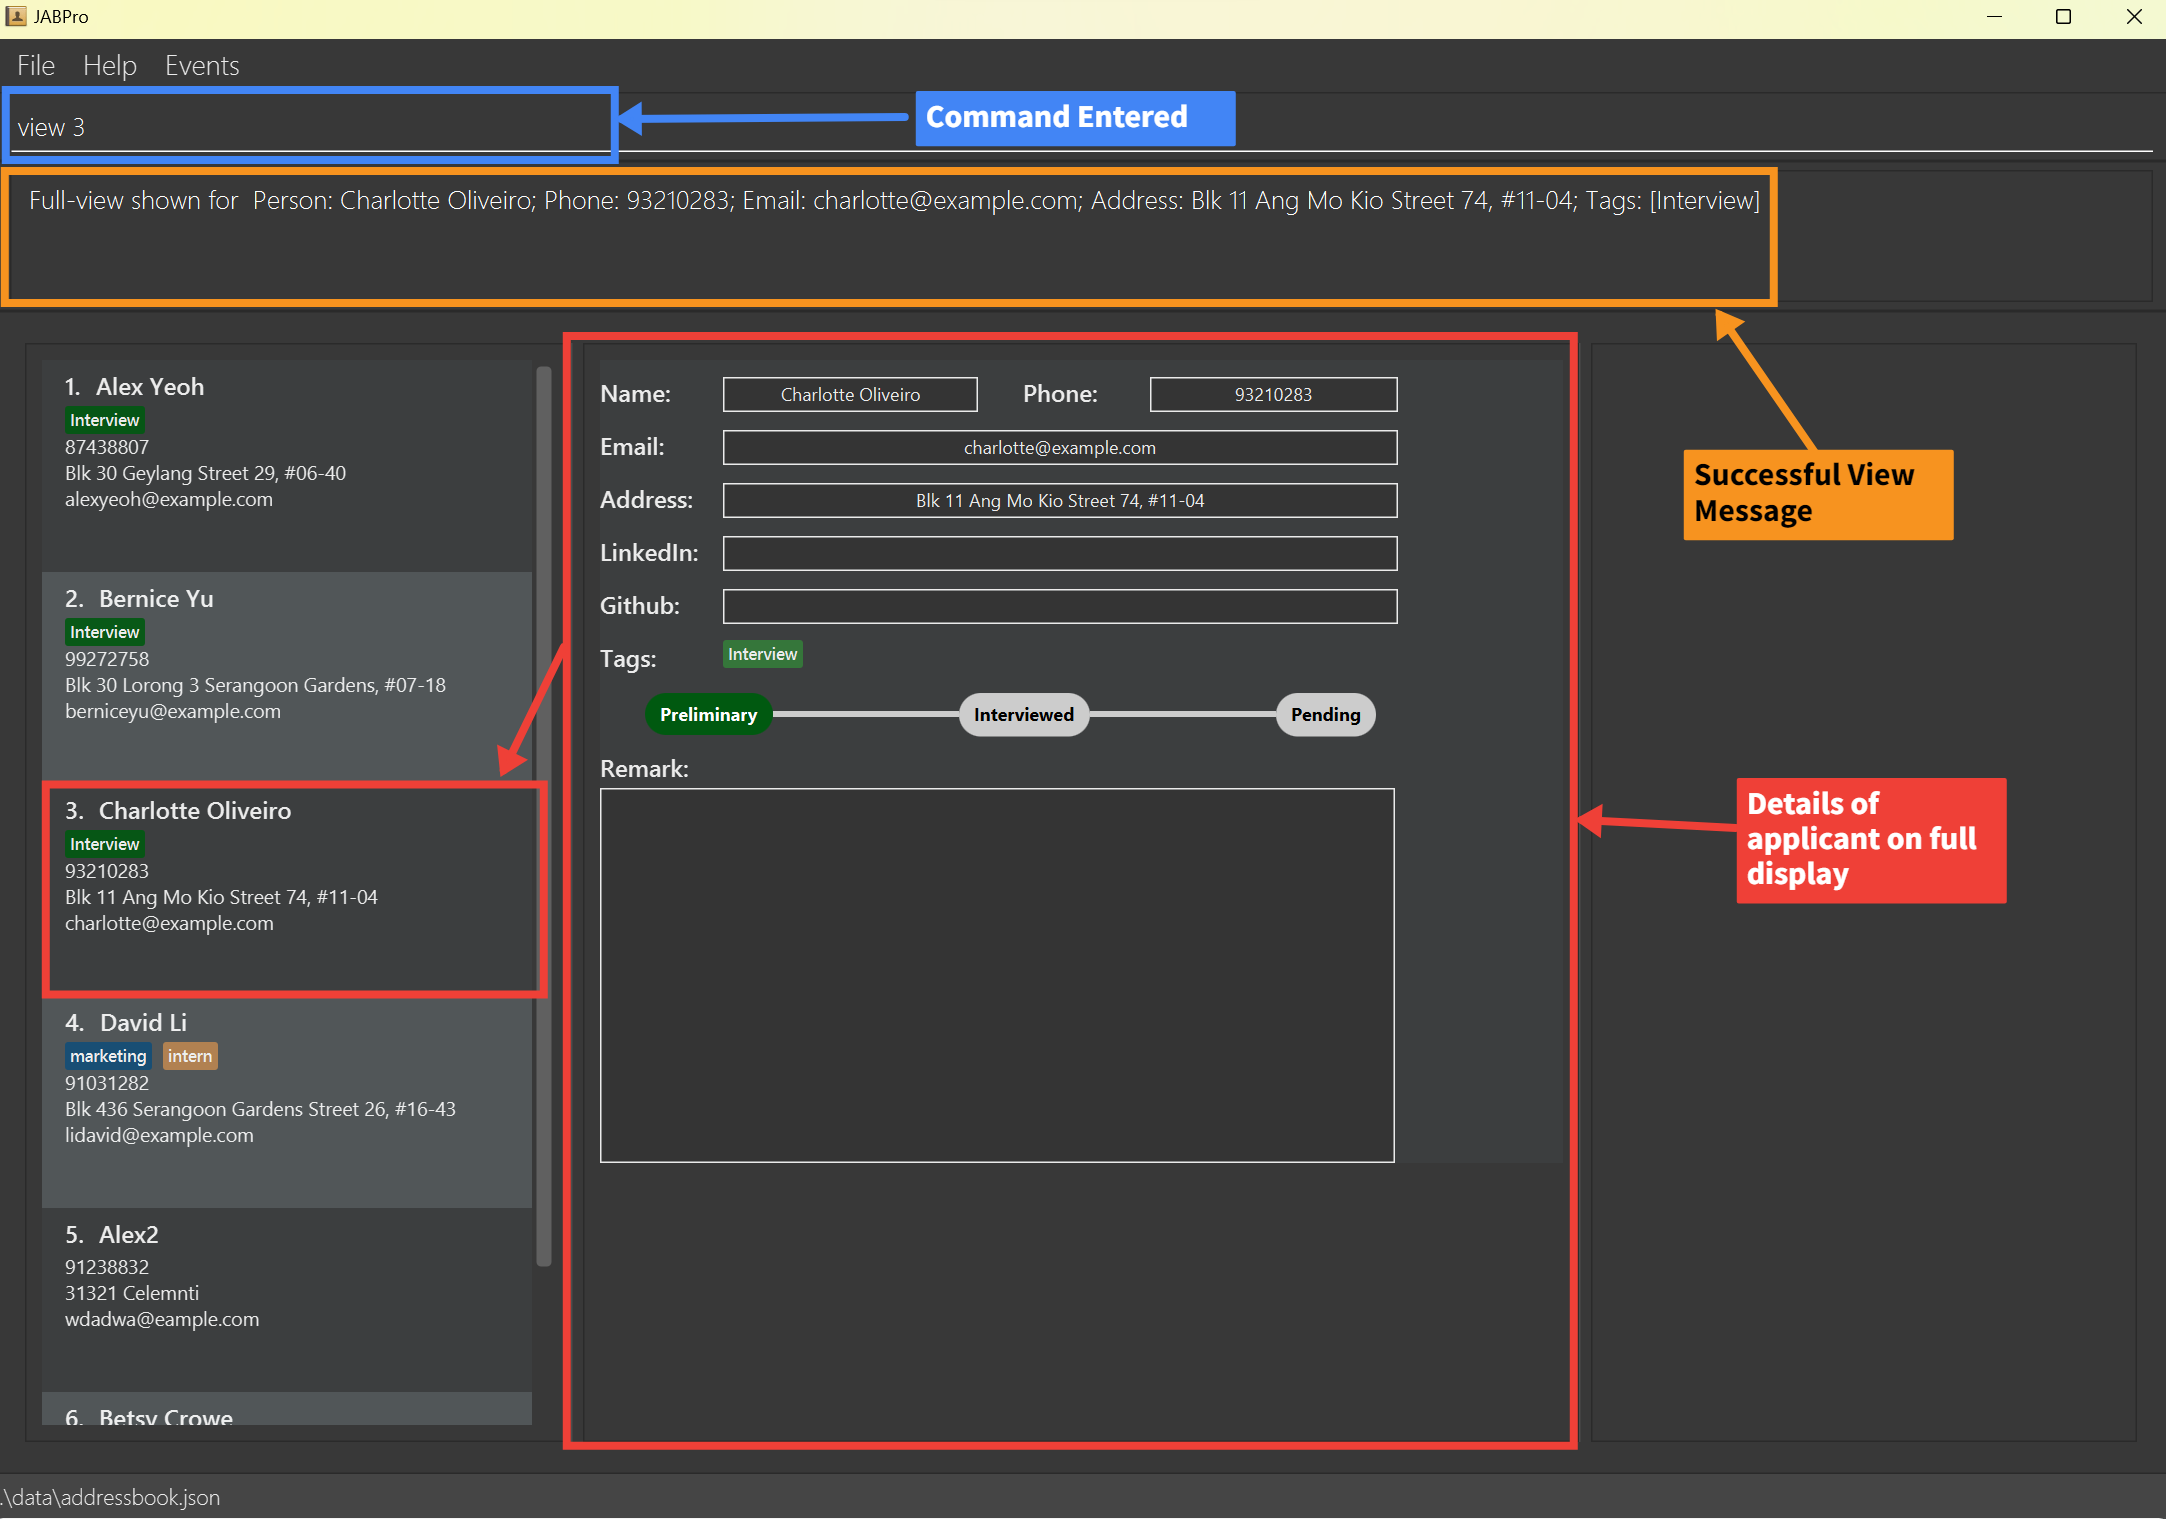 JABPro
File Help Events
view 3
Command Entered
Full-view shown for  Person: Charlotte Oliveiro; Phone: 93210283; Email: charlotte@example.com; Address: Blk 11 Ang Mo Kio Street 74, #11-04; Tags: [Interview]
Successful View
Message
1. Alex Yeoh
Interview
87438807
Blk 30 Geylang Street 29, #06-40
alexyeoh@example.com
2. Bernice Yu
Interview
99272758
Blk 30 Lorong 3 Serangoon Gardens, #07-18
berniceyu@example.com
3. Charlotte Oliveiro
Interview
93210283
Blk 11 Ang Mo Kio Street 74, #11-04
charlotte@example.com
4. David Li
marketing intern
91031282
Blk 436 Serangoon Gardens Street 26, #16-43
lidavid@example.com
5. Alex2
91238832
31321 Celemnti
wdadwa@eample.com
6. Betsy Crowe
Name: Charlotte Oliveiro Phone: 93210283
Email: charlotte@example.com
Address: Blk 11 Ang Mo Kio Street 74, #11-04
LinkedIn:
Github:
Tags: Interview
Preliminary Interviewed Pending
Remark:
Details of
applicant on full
display
.\data\addressbook.json